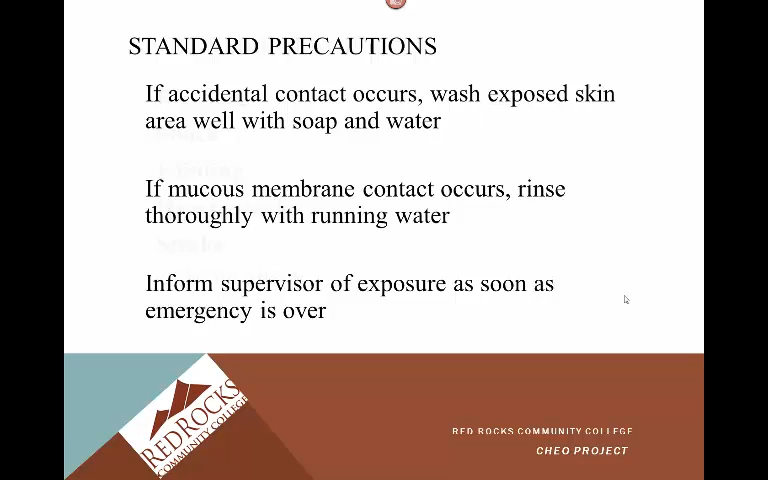 STANDARD PRECAUTIONS
If accidental contact occurs, wash exposed skin
area well with soap and water
If mucous membrane contact occurs, rinse
thoroughly with running water
Inform supervisor of exposure as soon as
emergency is over
RED ROCKS
COMMUNITY COLLEGE
RED ROCKS COMMUNITY COLLEGE
CHEO PROJECT